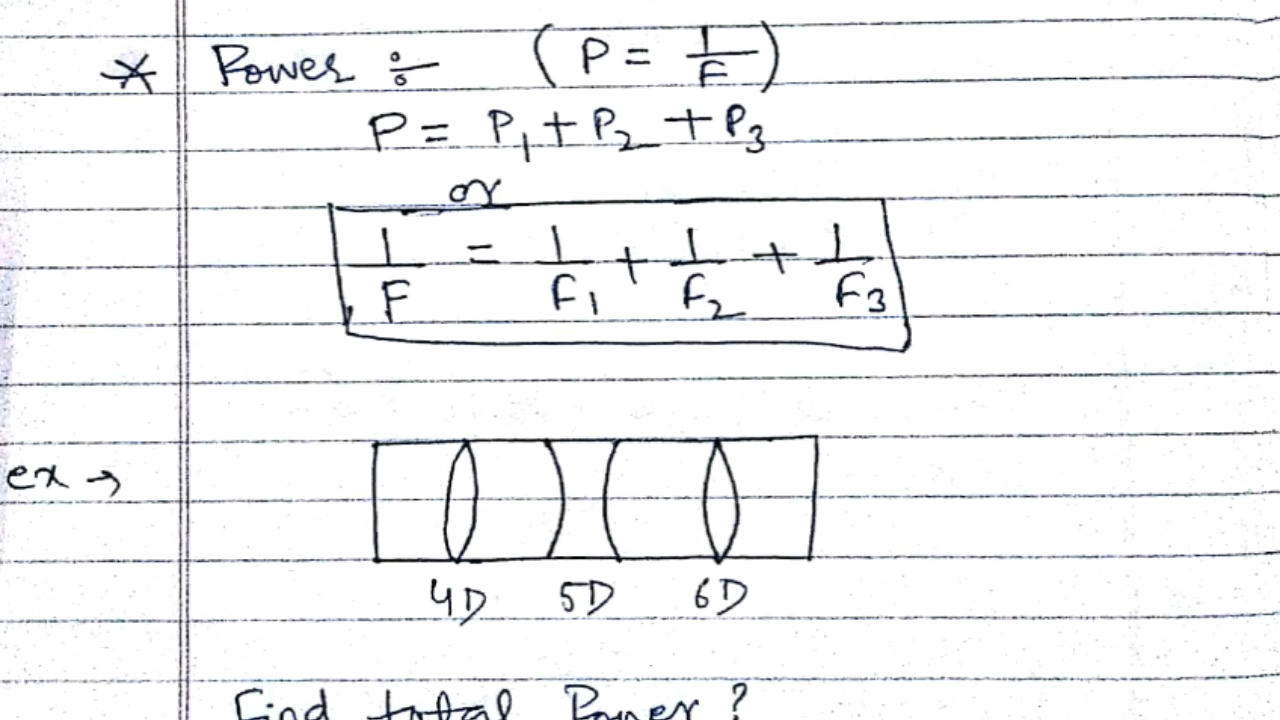 * Power ÷ (P = 1/F)
P = P₁ + P₂ + P₃
or
1/F = 1/F₁ + 1/F₂ + 1/F₃
ex →
4D 5D 6D
Find total Power?